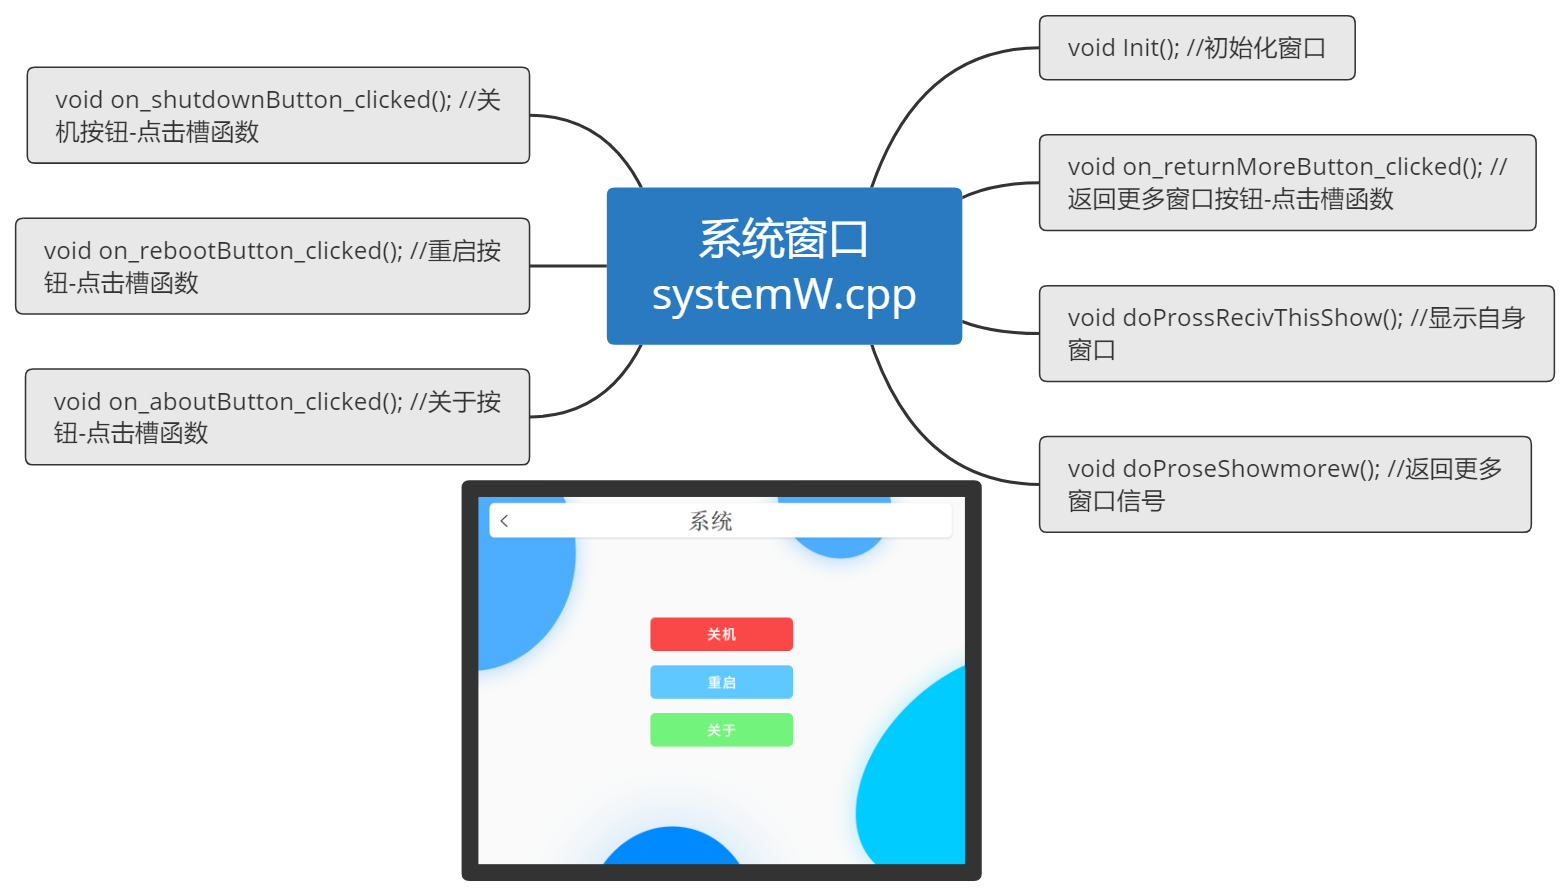 void on_shutdownButton_clicked(); //关
机按钮-点击槽函数
void on_rebootButton_clicked(); //重启按
钮-点击槽函数
void on_aboutButton_clicked(); //关于按
钮-点击槽函数
系统窗口
systemW.cpp
void Init(); //初始化窗口
void on_returnMoreButton_clicked(); //
返回更多窗口按钮-点击槽函数
void doProssRecivThisShow(); //显示自身
窗口
void doProseShowmorew(); //返回更多
窗口信号
系统
关机
重启
关于